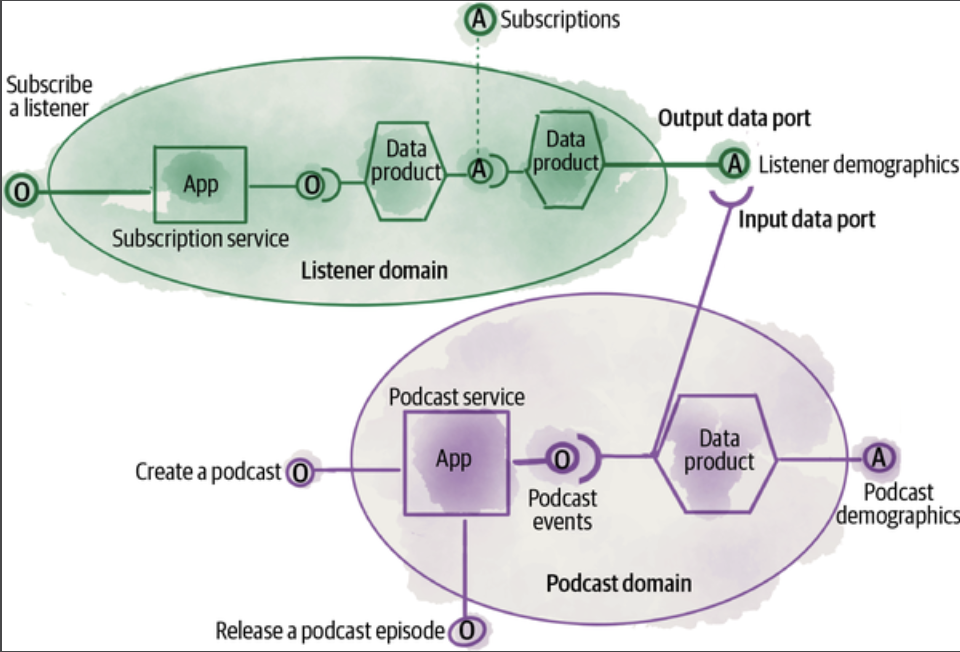 A Subscriptions
Subscribe
a listener
Output data port
O
App
O
Data
product
A
Data
product
A Listener demographics
Subscription service
Input data port
Listener domain
Podcast service
Create a podcast O
App
O
Data
product
A
Podcast
events
Podcast
demographics
Podcast domain
Release a podcast episode O